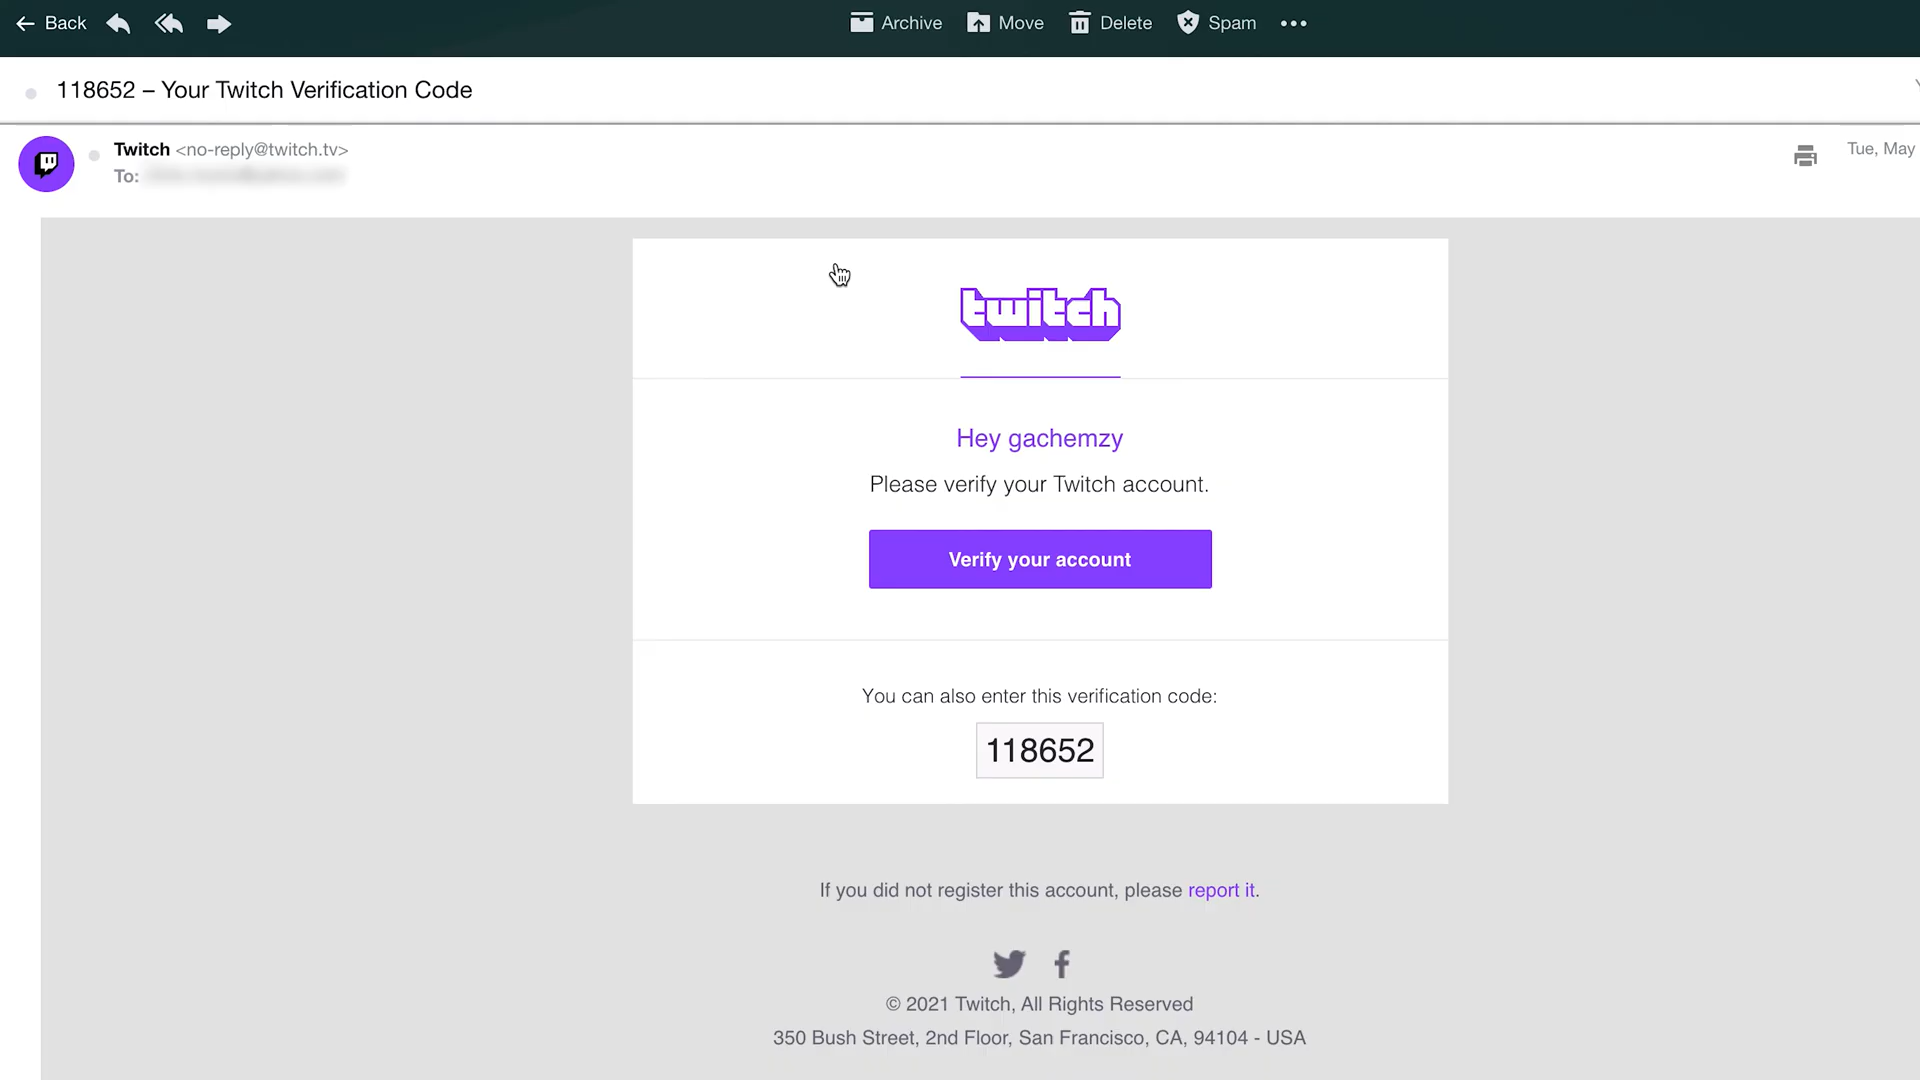 Back
Archive
Move
Delete
Spam
118652 – Your Twitch Verification Code
Twitch <no-reply@twitch.tv>
Tue, May
To:
twitch
Hey gachemzy
Please verify your Twitch account.
Verify your account
You can also enter this verification code:
118652
If you did not register this account, please report it.
© 2021 Twitch, All Rights Reserved
350 Bush Street, 2nd Floor, San Francisco, CA, 94104 - USA